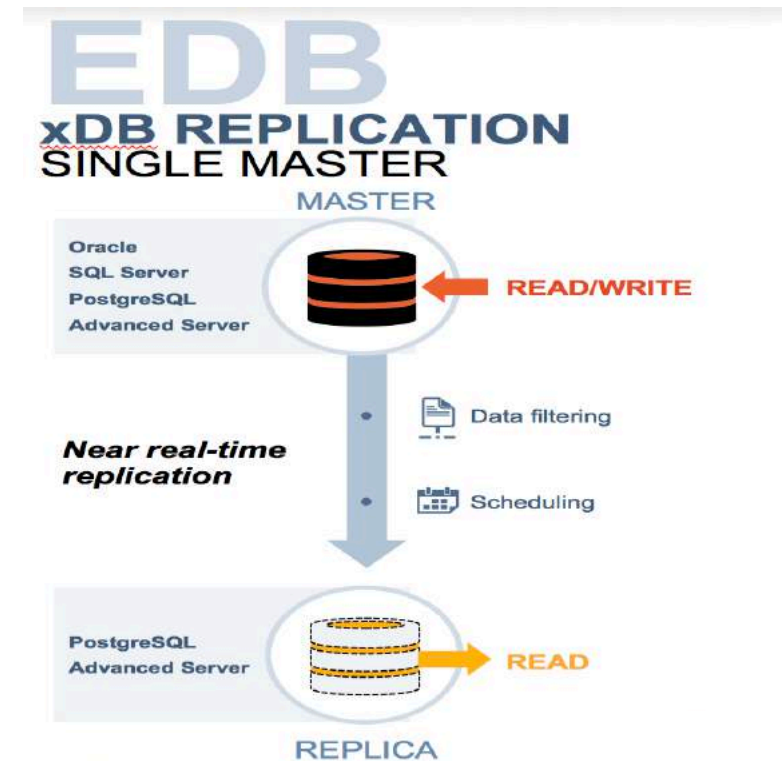 EDB
xDB REPLICATION
SINGLE MASTER
MASTER
Oracle
SQL Server
PostgreSQL
Advanced Server
READ/WRITE
Data filtering
Near real-time
replication
Scheduling
PostgreSQL
Advanced Server
READ
REPLICA